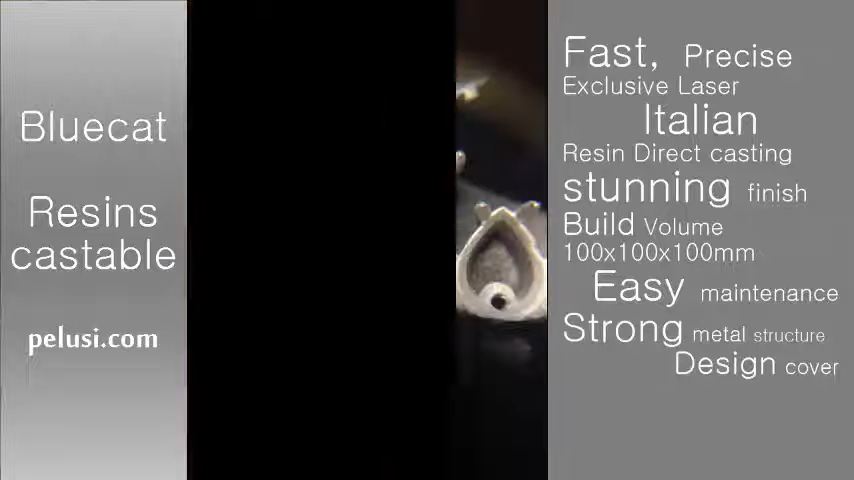 Bluecat
Resins
castable
pelusi.com
Fast, Precise
Exclusive Laser
Italian
Resin Direct casting
stunning finish
Build Volume
100x100x100mm
Easy maintenance
Strong metal structure
Design cover